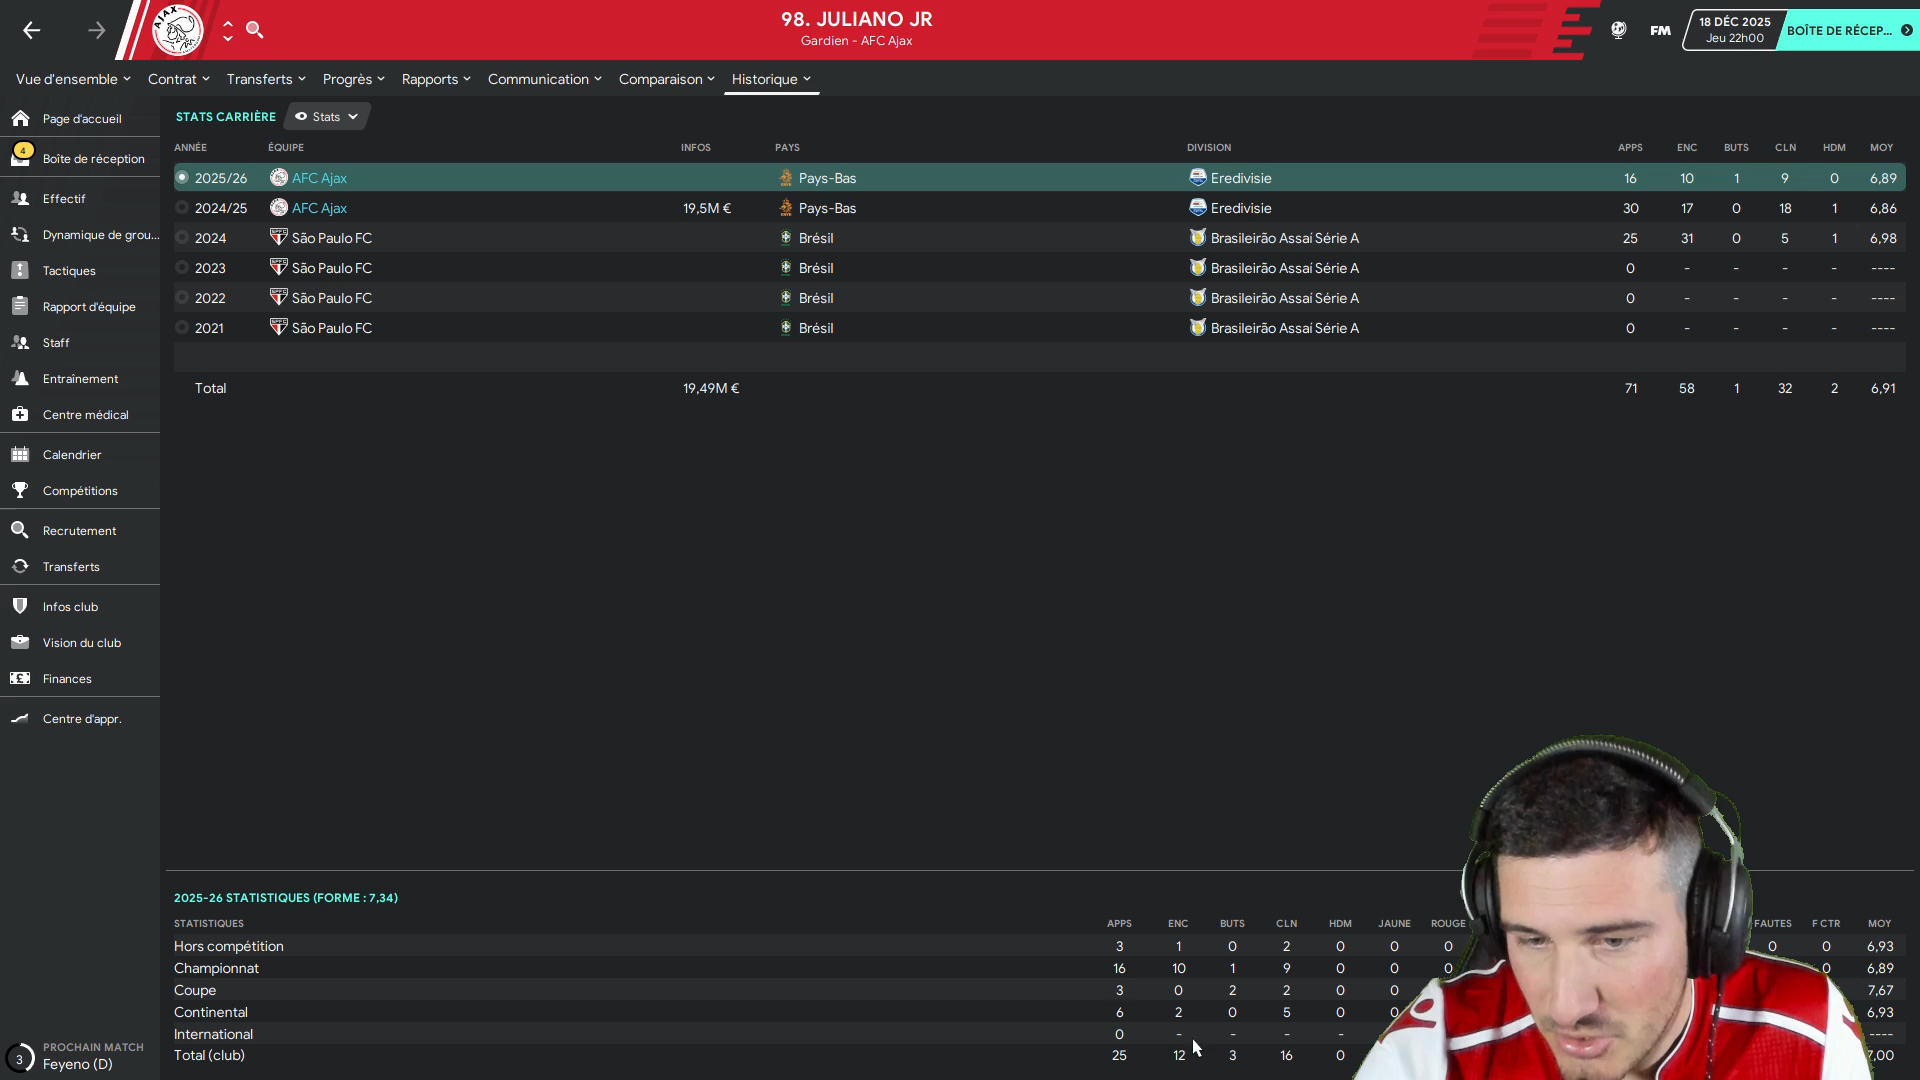 98. JULIANO JR
Gardien - AFC Ajax
FM
18 DÉC 2025
Jeu 22h00
BOÎTE DE RÉCEP...
Vue d'ensemble Contrat Transferts Progrès Rapports Communication Comparaison Historique
Page d'accueil
4
Boîte de réception
Effectif
Dynamique de grou...
Tactiques
Rapport d'équipe
Staff
Entraînement
Centre médical
Calendrier
Compétitions
Recrutement
Transferts
Infos club
Vision du club
Finances
Centre d'appr.
3
PROCHAIN MATCH
Feyeno (D)
STATS CARRIÈRE Stats
ANNÉE ÉQUIPE INFOS PAYS DIVISION APPS ENC BUTS CLN HDM MOY
2025/26 AFC Ajax Pays-Bas Eredivisie 16 10 1 9 0 6,89
2024/25 AFC Ajax 19,5M € Pays-Bas Eredivisie 30 17 0 18 1 6,86
2024 São Paulo FC Brésil Brasileirão Assaí Série A 25 31 0 5 1 6,98
2023 São Paulo FC Brésil Brasileirão Assaí Série A 0 - - - - ----
2022 São Paulo FC Brésil Brasileirão Assaí Série A 0 - - - - ----
2021 São Paulo FC Brésil Brasileirão Assaí Série A 0 - - - - ----
Total 19,49M € 71 58 1 32 2 6,91
2025-26 STATISTIQUES (FORME : 7,34)
STATISTIQUES APPS ENC BUTS CLN HDM JAUNE ROUGE FAUTES F CTR MOY
Hors compétition 3 1 0 2 0 0 0 0 0 6,93
Championnat 16 10 1 9 0 0 0 0 6,89
Coupe 3 0 2 2 0 0 7,67
Continental 6 2 0 5 0 0 6,93
International 0 - - - - ----
Total (club) 25 12 3 16 0 7,00